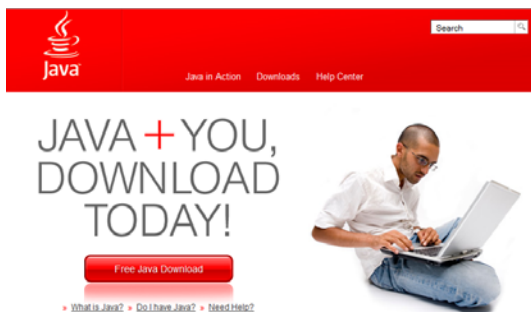 Java
Search
Java in Action Downloads Help Center
JAVA + YOU,
DOWNLOAD
TODAY!
Free Java Download
» What is Java? » Do I have Java? » Need Help?